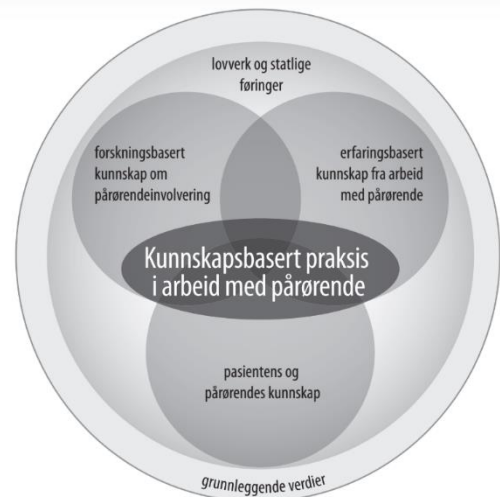 lovverk og statlige
føringer
forskningsbasert
kunnskap om
pårørendeinvolvering
erfaringsbasert
kunnskap fra arbeid
med pårørende
Kunnskapsbasert praksis
i arbeid med pårørende
pasientens og
pårørendes kunnskap
grunnleggende verdier